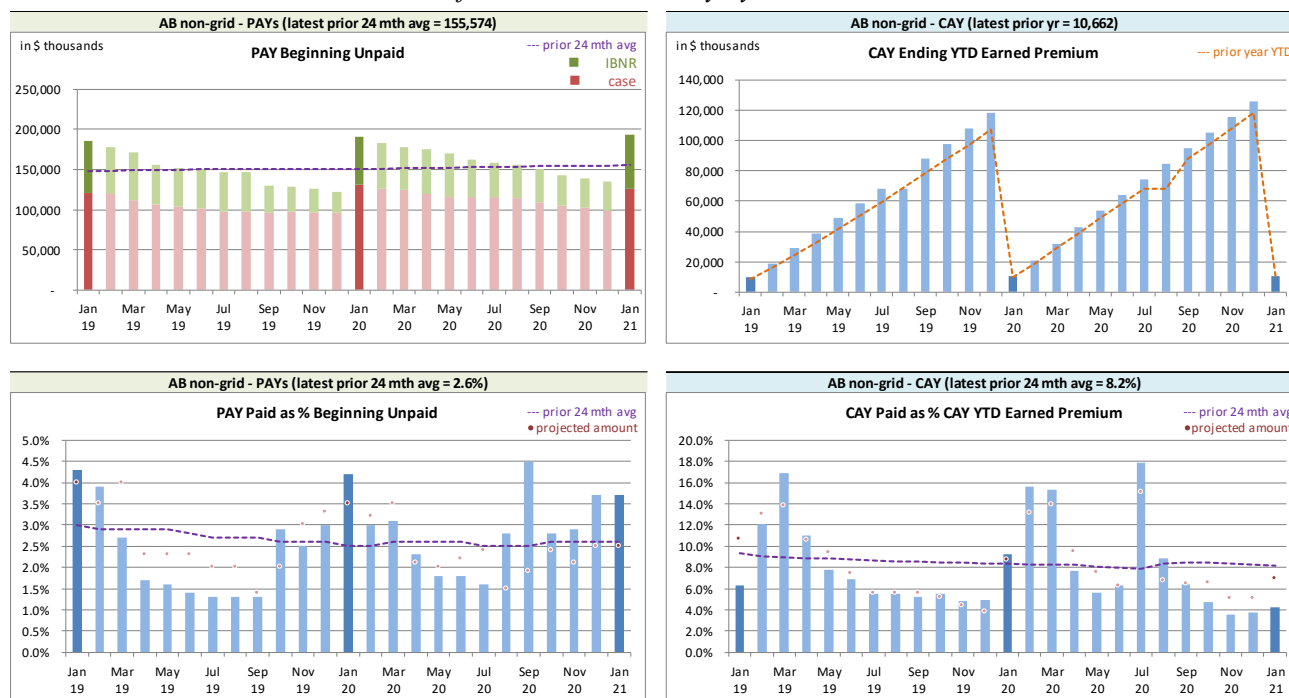 AB non-grid - PAYs (latest prior 24 mth avg = 155,574)
in $ thousands
PAY Beginning Unpaid
--- prior 24 mth avg
IBNR
case
250,000
200,000
150,000
100,000
50,000
-
Jan Mar May Jul Sep Nov Jan Mar May Jul Sep Nov Jan
19 19 19 19 19 19 20 20 20 20 20 20 21
AB non-grid - CAY (latest prior yr = 10,662)
in $ thousands
CAY Ending YTD Earned Premium
-- prior year YTD
140,000
120,000
100,000
80,000
60,000
40,000
20,000
-
Jan Mar May Jul Sep Nov Jan Mar May Jul Sep Nov Jan
19 19 19 19 19 19 20 20 20 20 20 20 21
AB non-grid - PAYs (latest prior 24 mth avg = 2.6%)
PAY Paid as % Beginning Unpaid
--- prior 24 mth avg
•projected amount
5.0%
4.5%
4.0%
3.5%
3.0%
2.5%
2.0%
1.5%
1.0%
0.5%
0.0%
Jan Mar May Jul Sep Nov Jan Mar May Jul Sep Nov Jan
19 19 19 19 19 19 20 20 20 20 20 20 21
AB non-grid - CAY (latest prior 24 mth avg = 8.2%)
CAY Paid as % CAY YTD Earned Premium
--- prior 24 mth avg
•projected amount
20.0%
18.0%
16.0%
14.0%
12.0%
10.0%
8.0%
6.0%
4.0%
2.0%
0.0%
Jan Mar May Jul Sep Nov Jan Mar May Jul Sep Nov Jan
19 19 19 19 19 19 20 20 20 20 20 20 21